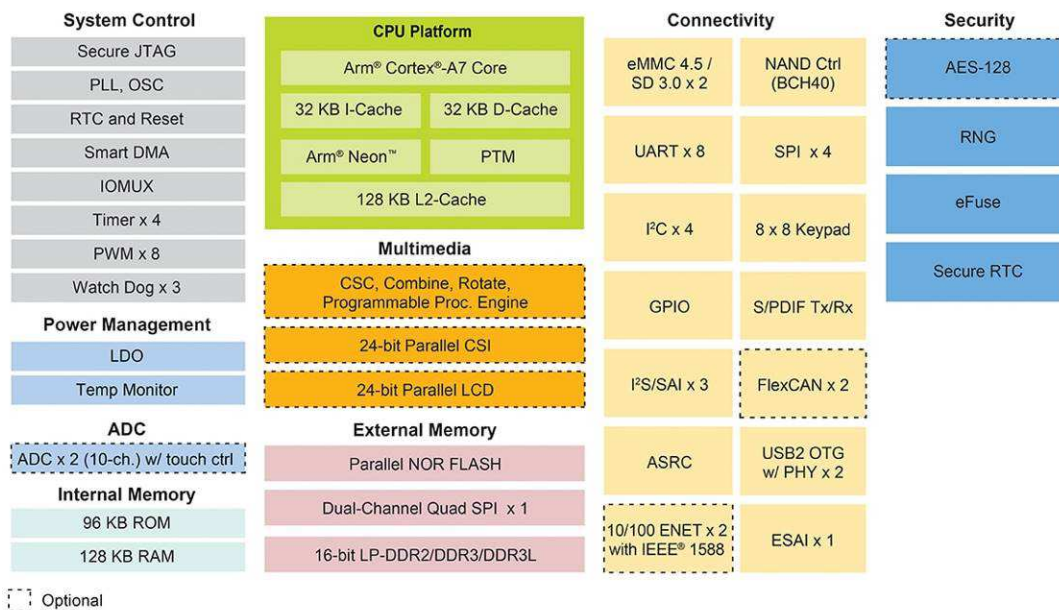 System Control
Secure JTAG
PLL, OSC
RTC and Reset
Smart DMA
IOMUX
Timer x 4
PWM x 8
Watch Dog x 3
Power Management
LDO
Temp Monitor
ADC
ADC x 2 (10-ch.) w/ touch ctrl
Internal Memory
96 KB ROM
128 KB RAM
CPU Platform
Arm® Cortex®-A7 Core
32 KB I-Cache
32 KB D-Cache
Arm® Neon™
PTM
128 KB L2-Cache
Multimedia
CSC, Combine, Rotate,
Programmable Proc. Engine
24-bit Parallel CSI
24-bit Parallel LCD
External Memory
Parallel NOR FLASH
Dual-Channel Quad SPI x 1
16-bit LP-DDR2/DDR3/DDR3L
Connectivity
eMMC 4.5 /
SD 3.0 x 2
NAND Ctrl
(BCH40)
UART x 8
SPI x 4
I²C x 4
8 x 8 Keypad
GPIO
S/PDIF Tx/Rx
I²S/SAI x 3
FlexCAN x 2
ASRC
USB2 OTG
w/ PHY x 2
10/100 ENET x 2
with IEEE® 1588
ESAI x 1
Security
AES-128
RNG
eFuse
Secure RTC
Optional